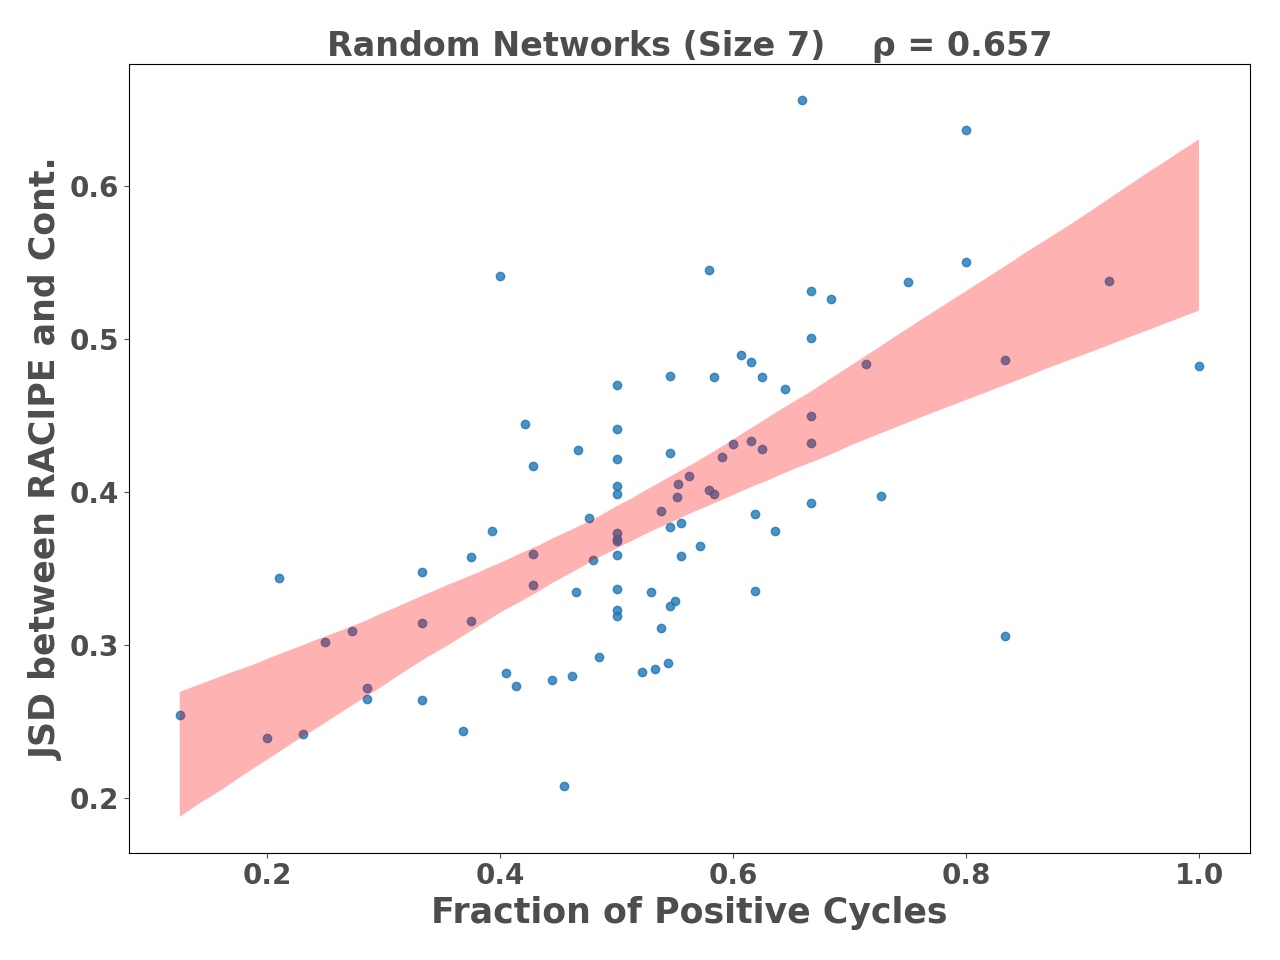 Random Networks (Size 7)    ρ = 0.657
JSD between RACIPE and Cont.
0.6
0.5
0.4
0.3
0.2
0.2 0.4 0.6 0.8 1.0
Fraction of Positive Cycles